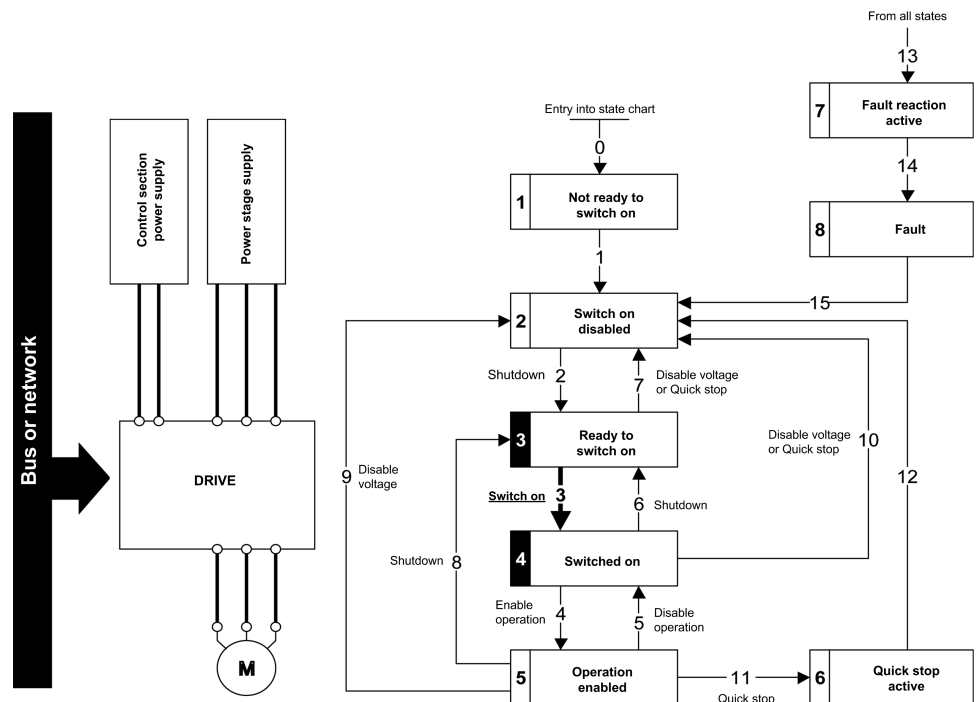 From all states
13
7
Fault reaction
active
14
8
Fault
15
Entry into state chart
0
1
Not ready to
switch on
1
2
Switch on
disabled
Shutdown
2
7
Disable voltage
or Quick stop
3
Ready to
switch on
Switch on
3
6
Shutdown
4
Switched on
Enable
operation
4
5
Disable
operation
5
Operation
enabled
11
Quick stop
6
Quick stop
active
9
Disable
voltage
Shutdown
8
Disable voltage
or Quick stop
10
12
Bus or network
Control section
power supply
Power stage supply
DRIVE
M